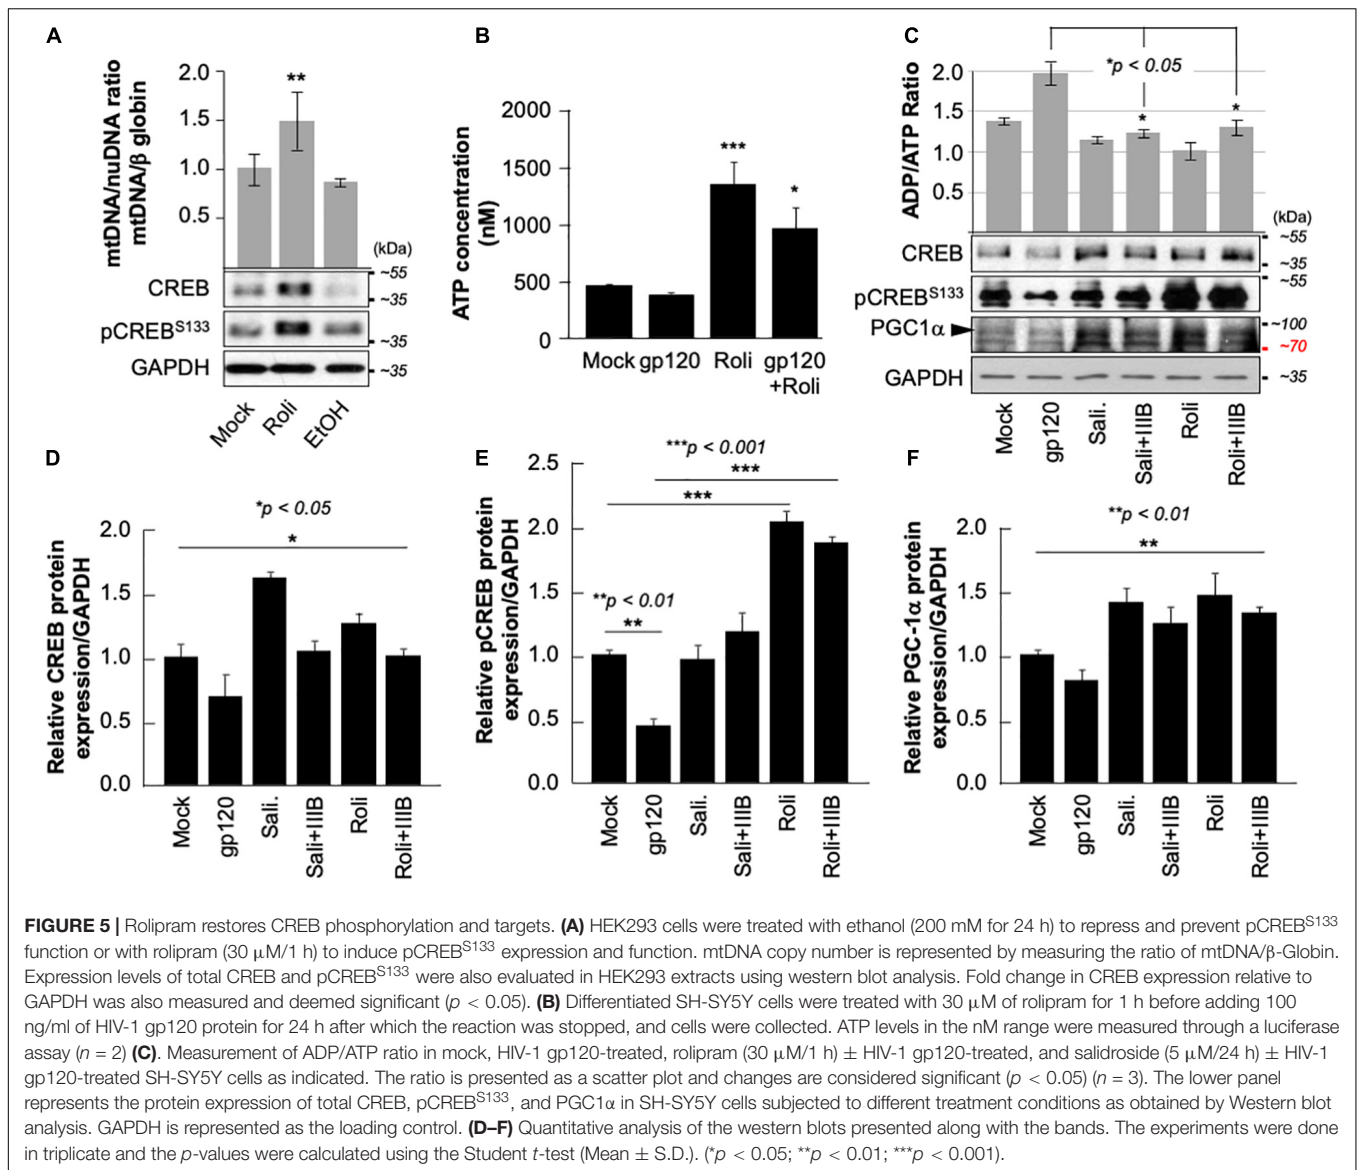 A
mtDNA/nuDNA ratio
mtDNA/β globin
2.0
1.5
1.0
0.5
**
(kDa)
CREB
~55
~35
pCREBS133
~35
GAPDH
~35
Mock
Roli
EtOH
B
ATP concentration
(nM)
2000
1500
1000
500
0
***
*
Mock gp120 Roli gp120
+Roli
C
ADP/ATP Ratio
2.0
1.5
1.0
0.5
*p < 0.05
*
*
(kDa)
CREB
~55
~35
pCREBS133
~55
PGC1α
~100
~70
GAPDH
~35
Mock
gp120
Sali.
Sali+IIIB
Roli
Roli+IIIB
D
Relative CREB protein
expression/GAPDH
2.0
1.5
1.0
0.5
0.0
*p < 0.05
*
Mock
gp120
Sali.
Sali+IIIB
Roli
Roli+IIIB
E
Relative pCREB protein
expression/GAPDH
2.5
2.0
1.5
1.0
0.5
0.0
***p < 0.001
***
***
**p < 0.01
**
Mock
gp120
Sali.
Sali+IIIB
Roli
Roli+IIIB
F
Relative PGC-1α protein
expression/GAPDH
2.0
1.5
1.0
0.5
0.0
**p < 0.01
**
Mock
gp120
Sali.
Sali+IIIB
Roli
Roli+IIIB
FIGURE 5 | Rolipram restores CREB phosphorylation and targets. (A) HEK293 cells were treated with ethanol (200 mM for 24 h) to repress and prevent pCREBS133
function or with rolipram (30 μM/1 h) to induce pCREBS133 expression and function. mtDNA copy number is represented by measuring the ratio of mtDNA/β-Globin.
Expression levels of total CREB and pCREBS133 were also evaluated in HEK293 extracts using western blot analysis. Fold change in CREB expression relative to
GAPDH was also measured and deemed significant (p < 0.05). (B) Differentiated SH-SY5Y cells were treated with 30 μM of rolipram for 1 h before adding 100
ng/ml of HIV-1 gp120 protein for 24 h after which the reaction was stopped, and cells were collected. ATP levels in the nM range were measured through a luciferase
assay (n = 2) (C). Measurement of ADP/ATP ratio in mock, HIV-1 gp120-treated, rolipram (30 μM/1 h) ± HIV-1 gp120-treated, and salidroside (5 μM/24 h) ± HIV-1
gp120-treated SH-SY5Y cells as indicated. The ratio is presented as a scatter plot and changes are considered significant (p < 0.05) (n = 3). The lower panel
represents the protein expression of total CREB, pCREBS133, and PGC1α in SH-SY5Y cells subjected to different treatment conditions as obtained by Western blot
analysis. GAPDH is represented as the loading control. (D–F) Quantitative analysis of the western blots presented along with the bands. The experiments were done
in triplicate and the p-values were calculated using the Student t-test (Mean ± S.D.). (*p < 0.05; **p < 0.01; ***p < 0.001).